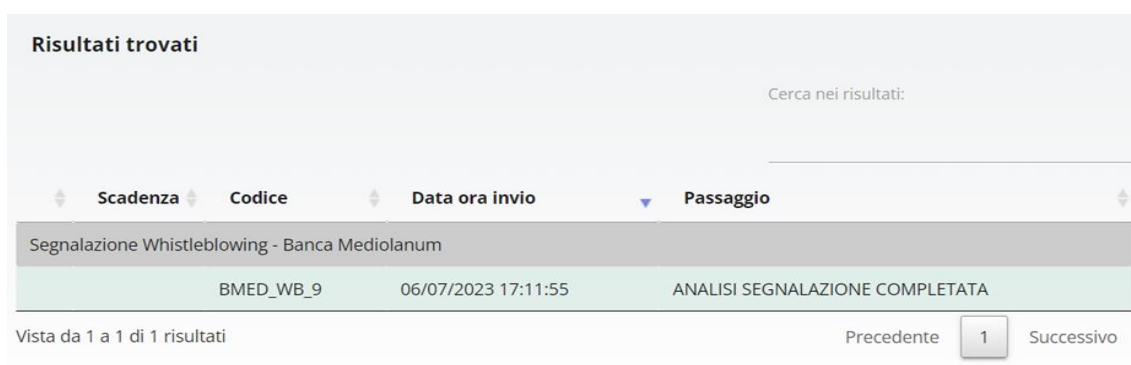 Risultati trovati
Cerca nei risultati:
Scadenza Codice Data ora invio Passaggio
Segnalazione Whistleblowing - Banca Mediolanum
BMED_WB_9 06/07/2023 17:11:55 ANALISI SEGNALAZIONE COMPLETATA
Vista da 1 a 1 di 1 risultati Precedente 1 Successivo